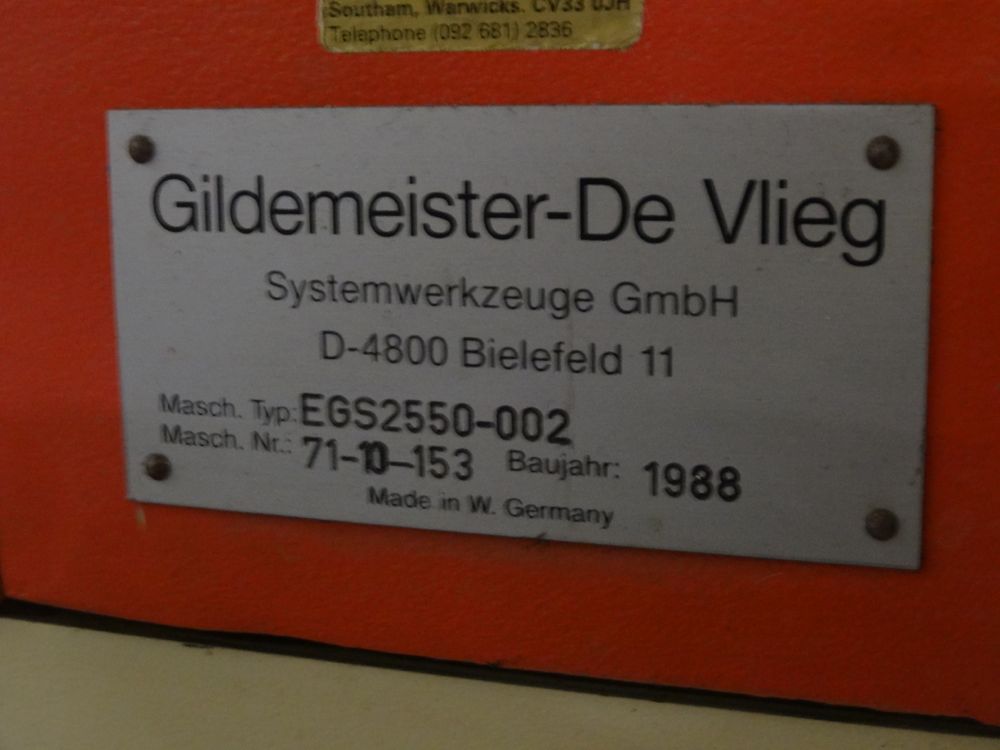 Southam, Warwicks. CV33 0JH
Telephone (092 681) 2836
Gildemeister-De Vlieg
Systemwerkzeuge GmbH
D-4800 Bielefeld 11
Masch. Typ: EGS2550-002
Masch. Nr.: 71-10-153 Baujahr: 1988
Made in W. Germany